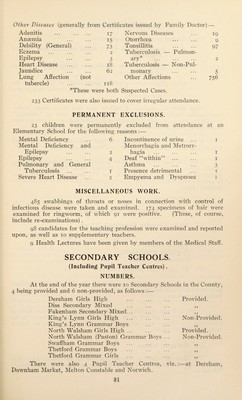 Other Diseases (generally from Certificates issued by Family Doctor)—
Adenitis ... ... ... 17
Anæmia ... ... ... 15
Debility (General) ... 73
Eczema ... ... ... 2
Epilepsy ... ... ... 3
Heart Disease ... ... 18
Jaundice ... ... ... 62
Lung Affection (not tubercle) ... ... 118
Nervous Diseases ... 19
Otorrhœa ... ... ... 9
Tonsillitis ... ... 97
Tuberculosis — Pulmonary* ... ... ... 2
Tuberculosis — Non-Pulmonary ... ... ... 5
Other Affections ... 756
*These were both Suspected Cases.
233 Certificates were also issued to cover irregular attendance.
PERMANENT EXCLUSIONS.
23 children were permanently excluded from attendance at an
Elementary School for the following reasons :—
Mental Deficiency ... 6
Mental Deficiency and
Epilepsy ... ... 2
Epilepsy ... ... 4
Pulmonary and General
Tuberculosis ... ... 1
Severe Heart Disease ... 1
Incontinence of urine ... 1
Menorrhagia and Metrorrhagia ... ... ... 1
Deaf "within" ... ... 1
Asthma ... ... ... 1
Presence detrimental ... 1
Empyema and Dyspnœa 1
MISCELLANEOUS WORK.
485 swabbings of throats or noses in connection with control of
infectious disease were taken and examined. 174 specimens of hair were
examined for ringworm, of which 91 were positive. (These, of course,
include re-examinations).
98 candidates for the teaching profession were examined and reported
upon, as well as 10 supplementary teachers.
9 Health Lectures have been given by members of the Medical Staff.
SECONDARY SCHOOLS.
(Including Pupil Teacher Centres).
NUMBERS.
At the end of the year there were 10 Secondary Schools in the County,
4 being provided and 6 non-provided, as follows:—
Dereham Girls High ... ... ... Provided.
Diss Secondary Mixed ... ... ... ,,
Fakenham Secondary Mixed... ... ... ,,
King's Lynn Girls High ... ... ... Non-Provided.
King's Lynn Grammar Boys ... ... ,,
North Walsham Girls High... ... ... Provided.
North Walsham (Paston) Grammar Boys ... Non-Provided.
Swaffham Grammar Boys ... ... ... ,,
Thetford Grammar Boys ... ... ... ,,
Thetford Grammar Girls ... ... ... ,,
There were also 4 Pupil Teacher Centres, viz.:—at Dereham,
Downham Market, Melton Constable and Norwich.
81